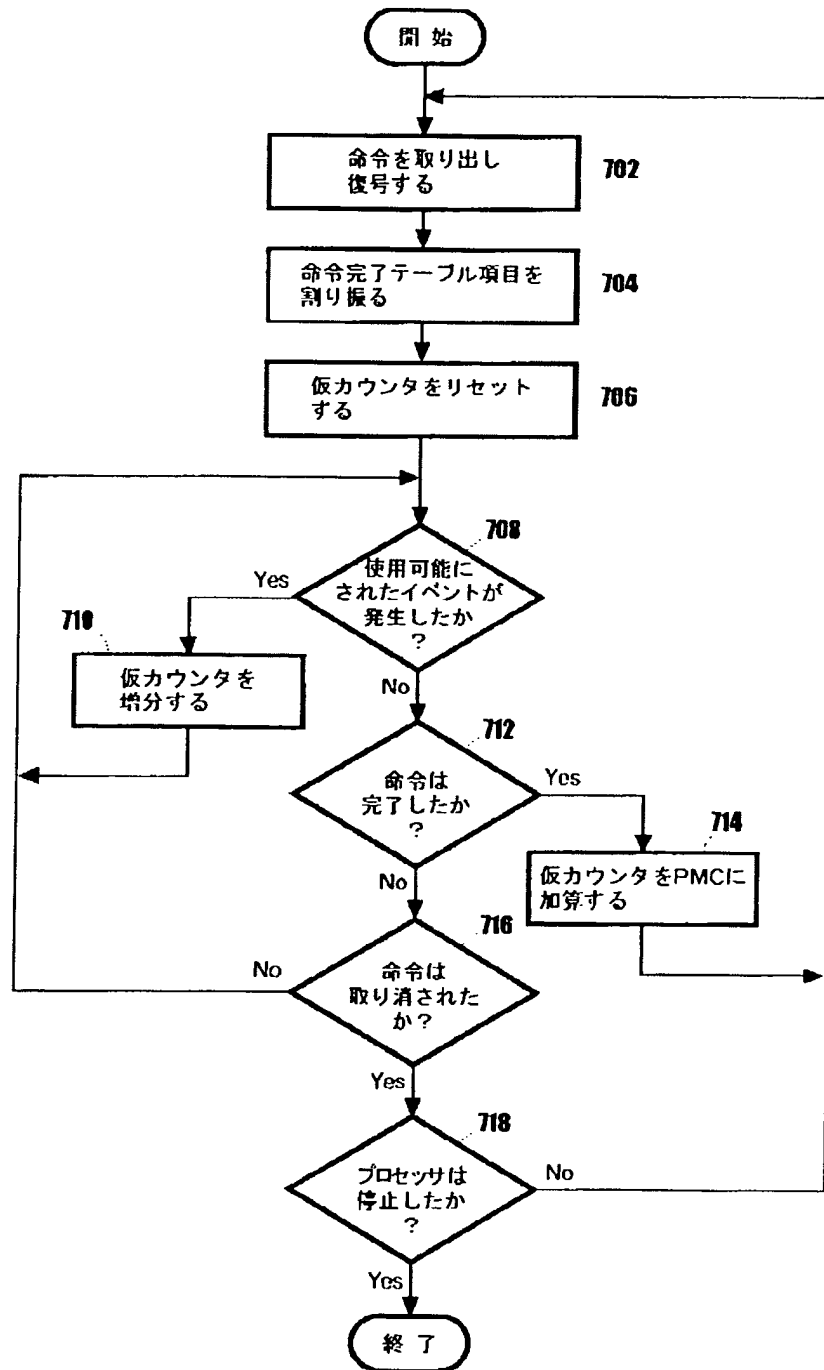 開 始
命令を取り出し
復号する
702
命令完了テーブル項目を
割り振る
704
仮カウンタをリセット
する
706
708
使用可能に
されたイベントが
発生したか
?
Yes
No
710
仮カウンタを
増分する
712
命令は
完了したか
?
Yes
No
714
仮カウンタをPMCに
加算する
716
命令は
取り消された
か?
No
Yes
718
プロセッサは
停止したか
?
No
Yes
終 了